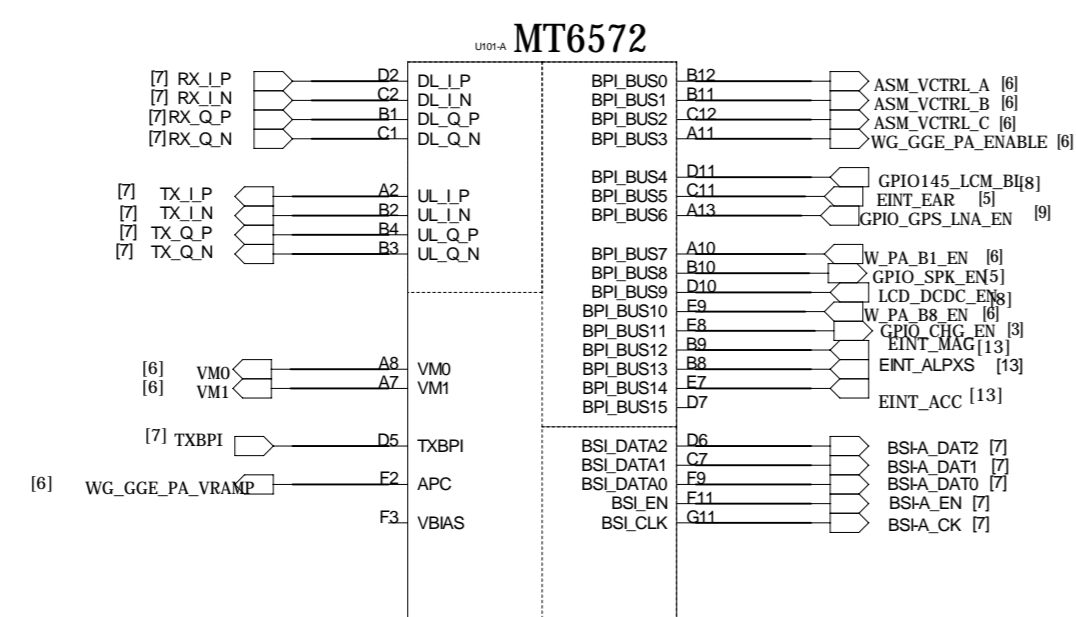 U101-A MT6572
[7] RX_I_P D2 DL_I_P BPI_BUS0 B12 ASM_VCTRL_A [6]
[7] RX_I_N C2 DL_I_N BPI_BUS1 B11 ASM_VCTRL_B [6]
[7] RX_Q_P B1 DL_Q_P BPI_BUS2 C12 ASM_VCTRL_C [6]
[7] RX_Q_N C1 DL_Q_N BPI_BUS3 A11 WG_GGE_PA_ENABLE [6]
BPI_BUS4 D11 GPIO145_LCM_BL[8]
[7] TX_I_P A2 UL_I_P BPI_BUS5 C11 EINT_EAR [5]
[7] TX_I_N B2 UL_I_N BPI_BUS6 A13 GPIO_GPS_LNA_EN [9]
[7] TX_Q_P B4 UL_Q_P
[7] TX_Q_N B3 UL_Q_N BPI_BUS7 A10 W_PA_B1_EN [6]
BPI_BUS8 B10 GPIO_SPK_EN[5]
BPI_BUS9 D10 LCD_DCDC_EN[8]
BPI_BUS10 E9 W_PA_B8_EN [6]
BPI_BUS11 E8 GPIO_CHG_EN [3]
BPI_BUS12 B9 EINT_MAG[13]
[6] VM0 A8 VM0 BPI_BUS13 B8 EINT_ALPXS [13]
[6] VM1 A7 VM1 BPI_BUS14 E7 EINT_ACC [13]
BPI_BUS15 D7
[7] TXBPI D5 TXBPI BSI_DATA2 D6 BSI-A_DAT2 [7]
BSI_DATA1 C7 BSI-A_DAT1 [7]
[6] WG_GGE_PA_VRAMP F2 APC BSI_DATA0 F9 BSI-A_DAT0 [7]
BSI_EN F11 BSI-A_EN [7]
F3 VBIAS BSI_CLK G11 BSI-A_CK [7]